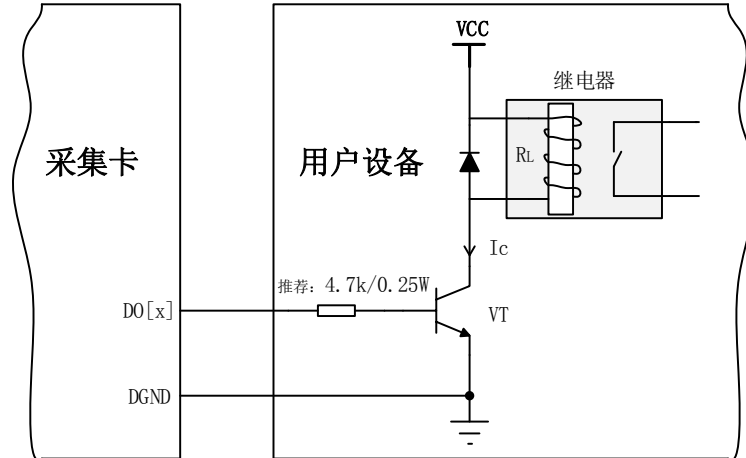 VCC
继电器
采集卡
用户设备
RL
Ic
推荐: 4.7k/0.25W
DO[x]
VT
DGND